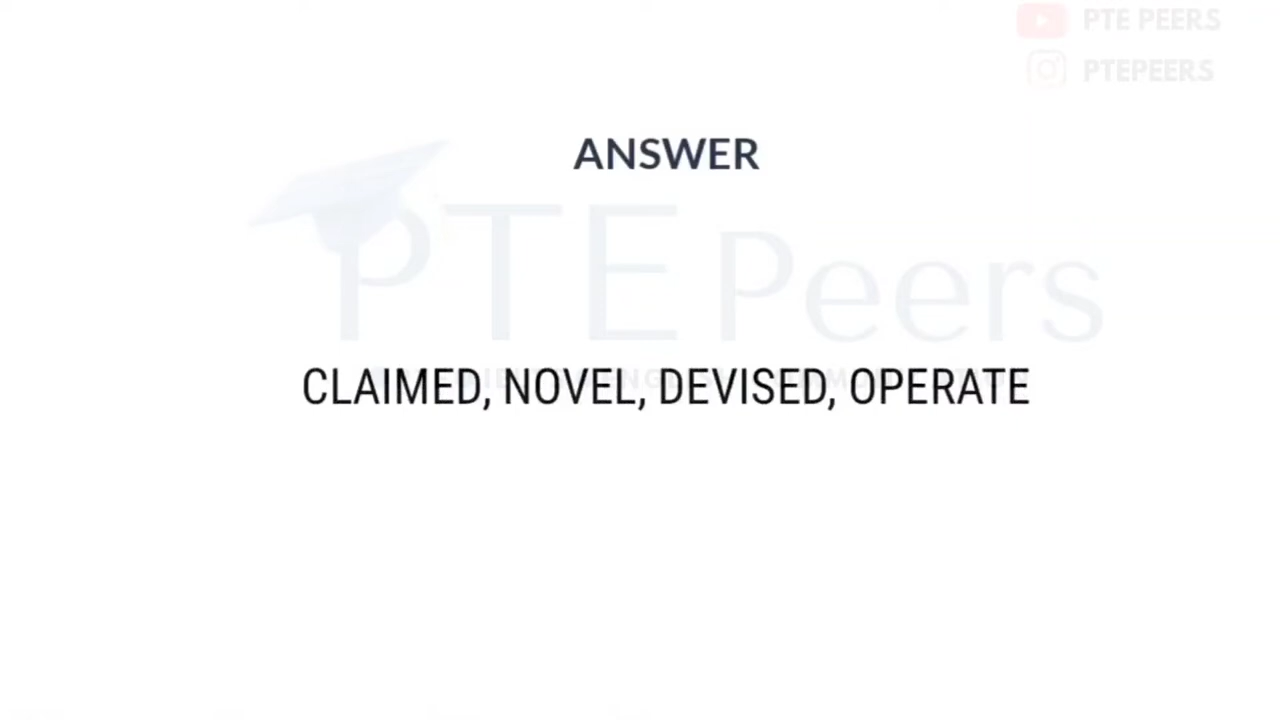 PTE PEERS
PTEPEERS
ANSWER
PTE Peers
CLAIMED, NOVEL, DEVISED, OPERATE